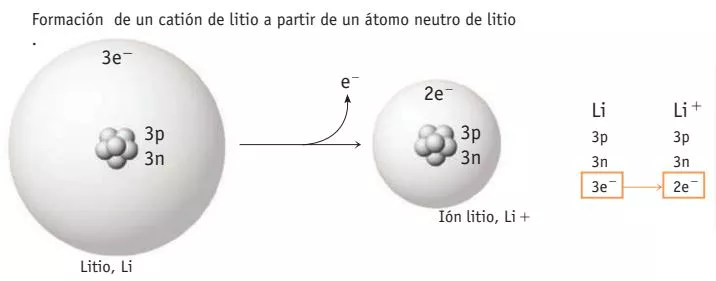 Formación de un catión de litio a partir de un átomo neutro de litio
.
3e⁻
3p
3n
Litio, Li
e⁻
2e⁻
3p
3n
Ión litio, Li +
Li Li⁺
3p 3p
3n 3n
3e⁻ 2e⁻